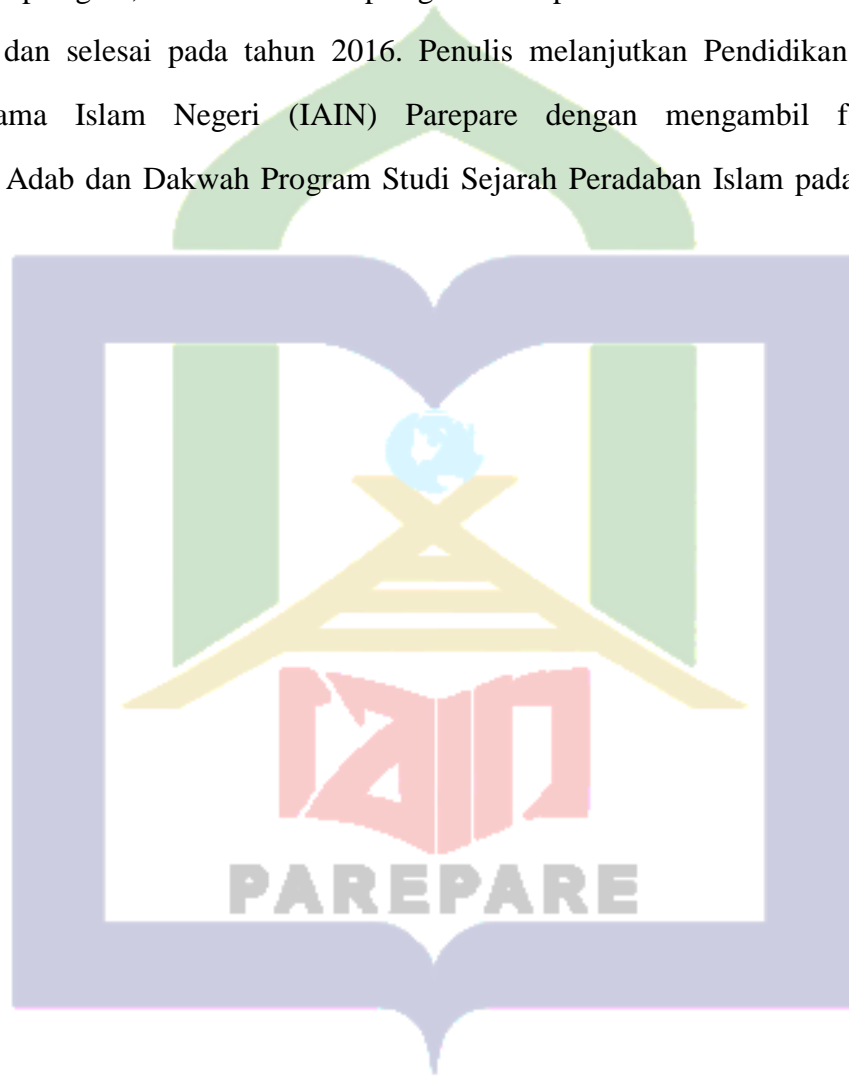 dan selesai pada tahun 2016. Penulis melanjutkan Pendidikan
ama Islam Negeri (IAIN) Parepare dengan mengambil f
Adab dan Dakwah Program Studi Sejarah Peradaban Islam pada
iain
PAREPARE